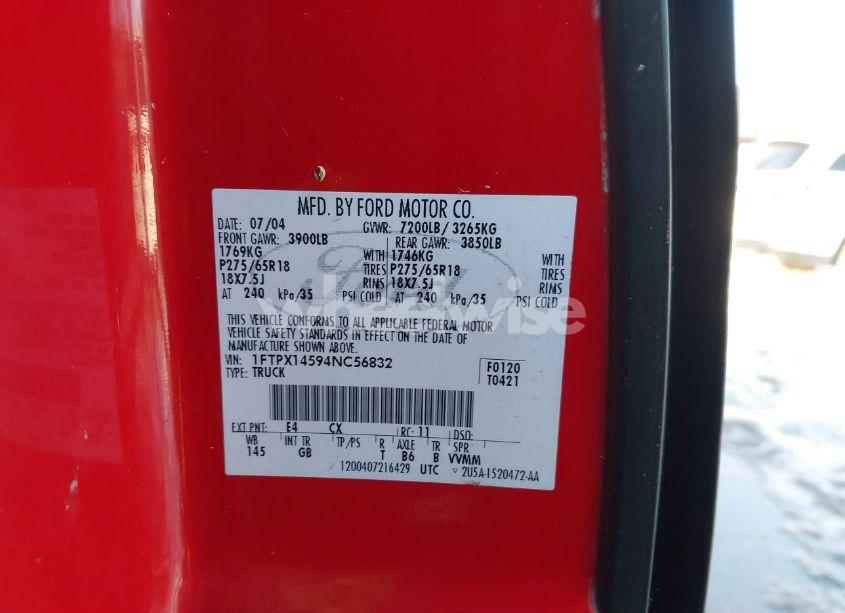 MFD. BY FORD MOTOR CO.
DATE: 07/04 GVWR: 7200LB/ 3265KG
FRONT GAWR: 3900LB REAR GAWR: 3850LB
1769KG WITH 1746KG WITH
P275/65R18 TIRES P275/65R18 TIRES
18X7.5J RIMS 18X7.5J RIMS
AT 240 kPa/35 PSI COLD AT 240 kPa/35 PSI COLD
THIS VEHICLE CONFORMS TO ALL APPLICABLE FEDERAL MOTOR
VEHICLE SAFETY STANDARDS IN EFFECT ON THE DATE OF
MANUFACTURE SHOWN ABOVE.
VIN: 1FTPX14594NC56832 F0120
TYPE: TRUCK T0421
EXT PNT: E4 CX RC: 11 DSO:
WB INT TR TP/PS R AXLE TR SPR
145 GB T B6 B VVMM
1200407216429 UTC 2U5A-1520472-AA